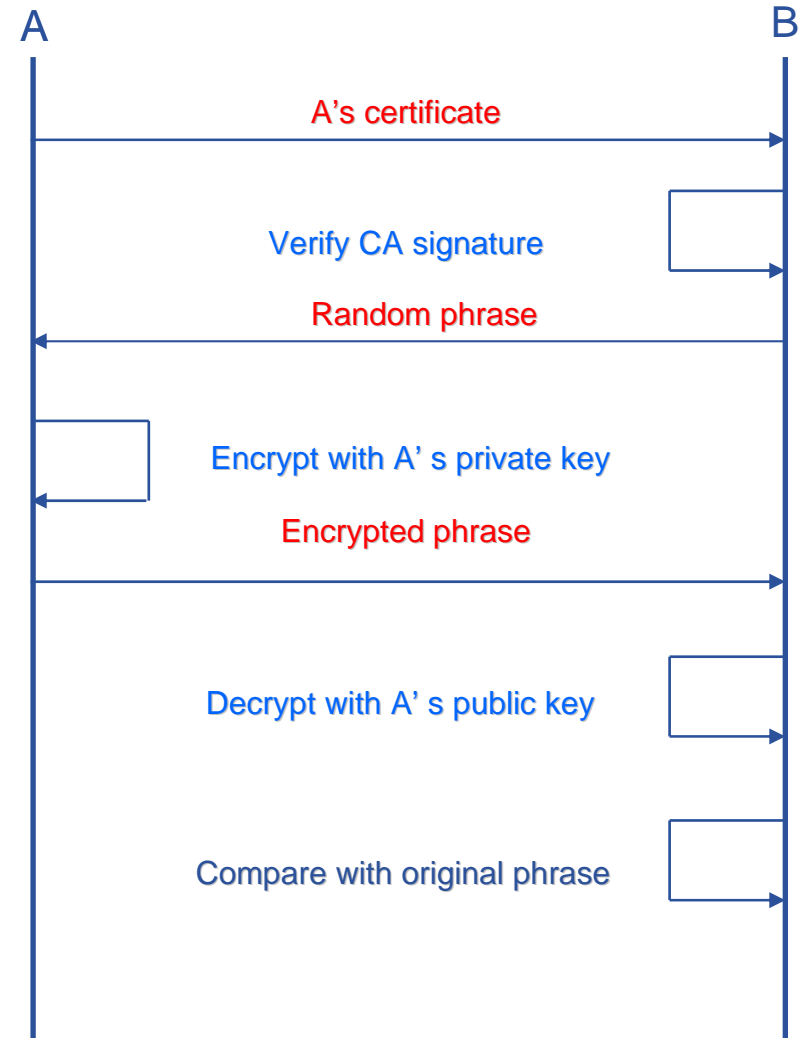 A
B
A’s certificate
Verify CA signature
Random phrase
Encrypt with A’ s private key
Encrypted phrase
Decrypt with A’ s public key
Compare with original phrase